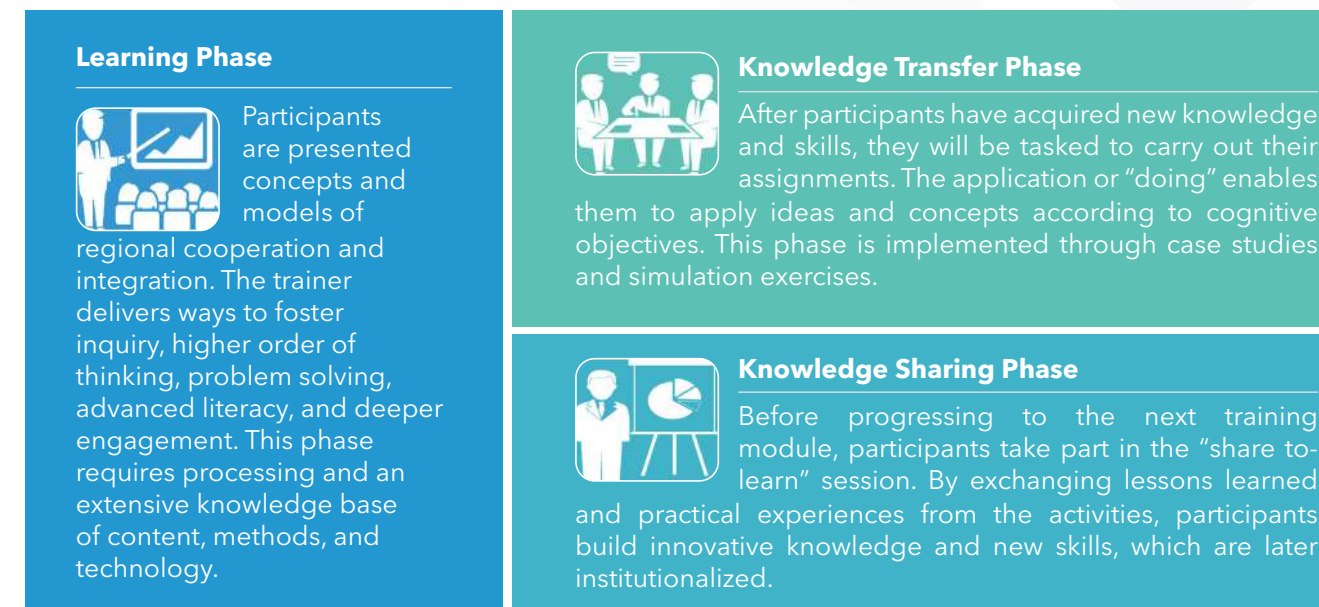 Learning Phase
Participants
are presented
concepts and
models of
regional cooperation and
integration. The trainer
delivers ways to foster
inquiry, higher order of
thinking, problem solving,
advanced literacy, and deeper
engagement. This phase
requires processing and an
extensive knowledge base
of content, methods, and
technology.
Knowledge Transfer Phase
After participants have acquired new knowledge
and skills, they will be tasked to carry out their
assignments. The application or “doing” enables
them to apply ideas and concepts according to cognitive
objectives. This phase is implemented through case studies
and simulation exercises.
Knowledge Sharing Phase
Before progressing to the next training
module, participants take part in the “share to-
learn” session. By exchanging lessons learned
and practical experiences from the activities, participants
build innovative knowledge and new skills, which are later
institutionalized.